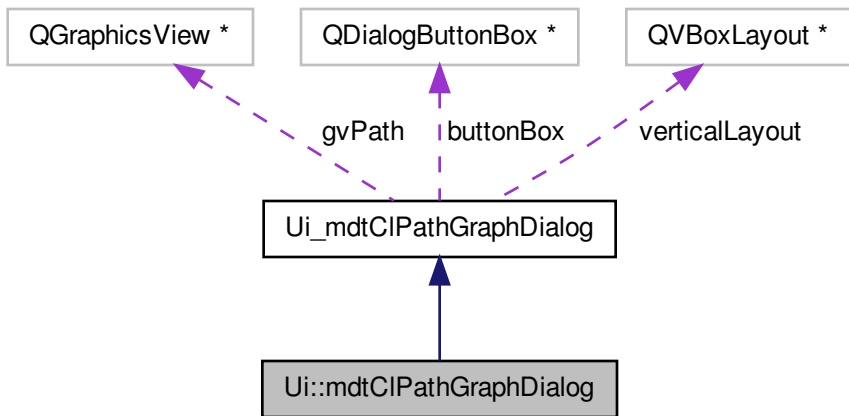 QGraphicsView *
QDialogButtonBox *
QVBoxLayout *
gvPath
buttonBox
verticalLayout
Ui_mdtClPathGraphDialog
Ui::mdtClPathGraphDialog